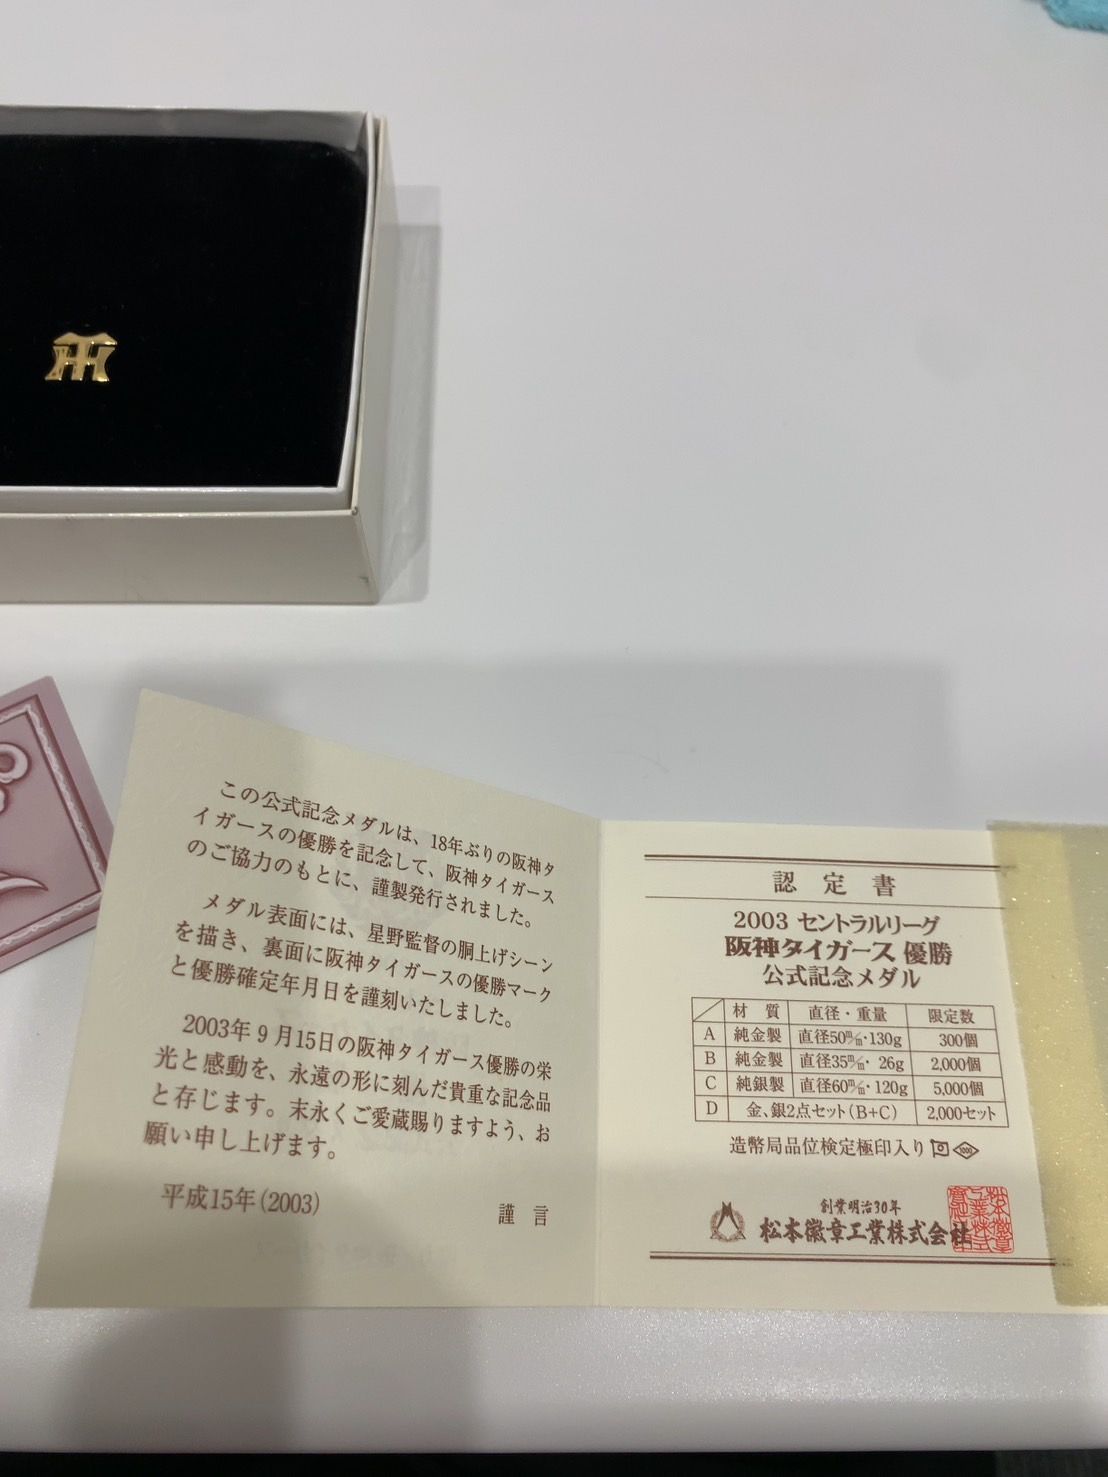 この公式記念メダルは、18年ぶりの阪神タ
イガースの優勝を記念して、阪神タイガース
のご協力のもとに、謹製発行されました。
メダル表面には、星野監督の胴上げシーン
を描き、裏面に阪神タイガースの優勝マーク
と優勝確定年月日を謹刻いたしました。
2003年9月15日の阪神タイガース優勝の栄
光と感動を、永遠の形に刻んだ貴重な記念品
と存じます。末永くご愛蔵賜りますよう、お
願い申し上げます。
平成15年(2003)
謹 言
認 定 書
2003 セントラルリーグ
阪神タイガース 優勝
公式記念メダル
材 質 直径・重量 限定数
A 純金製 直径50㎜・130g 300個
B 純金製 直径35㎜・ 26g 2,000個
C 純銀製 直径60㎜・120g 5,000個
D 金、銀2点セット(B+C) 2,000セット
造幣局品位検定極印入り 1000
創業明治30年
松本徽章工業株式会社